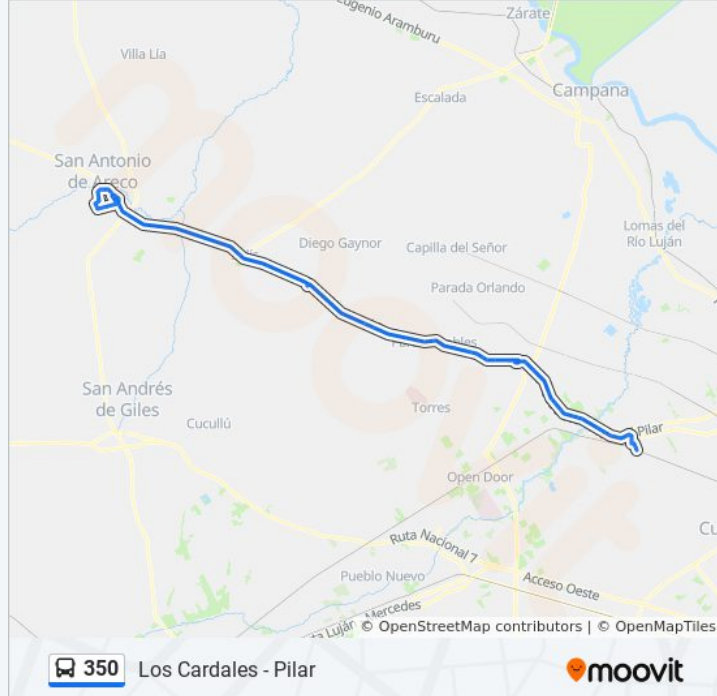 Eugenio Aramburu
Zárate
Villa Lía
Escalada
Campana
San Antonio
de Areco
Lomas del
Río Luján
Diego Gaynor
Capilla del Señor
Parada Orlando
San Andrés
de Giles
Torres
Cucullú
Pilar
Open Door
Ruta Nacional 7
Pueblo Nuevo
Acceso Oeste
Mercedes
© OpenStreetMap contributors | © OpenMapTiles
350 Los Cardales - Pilar
moovit